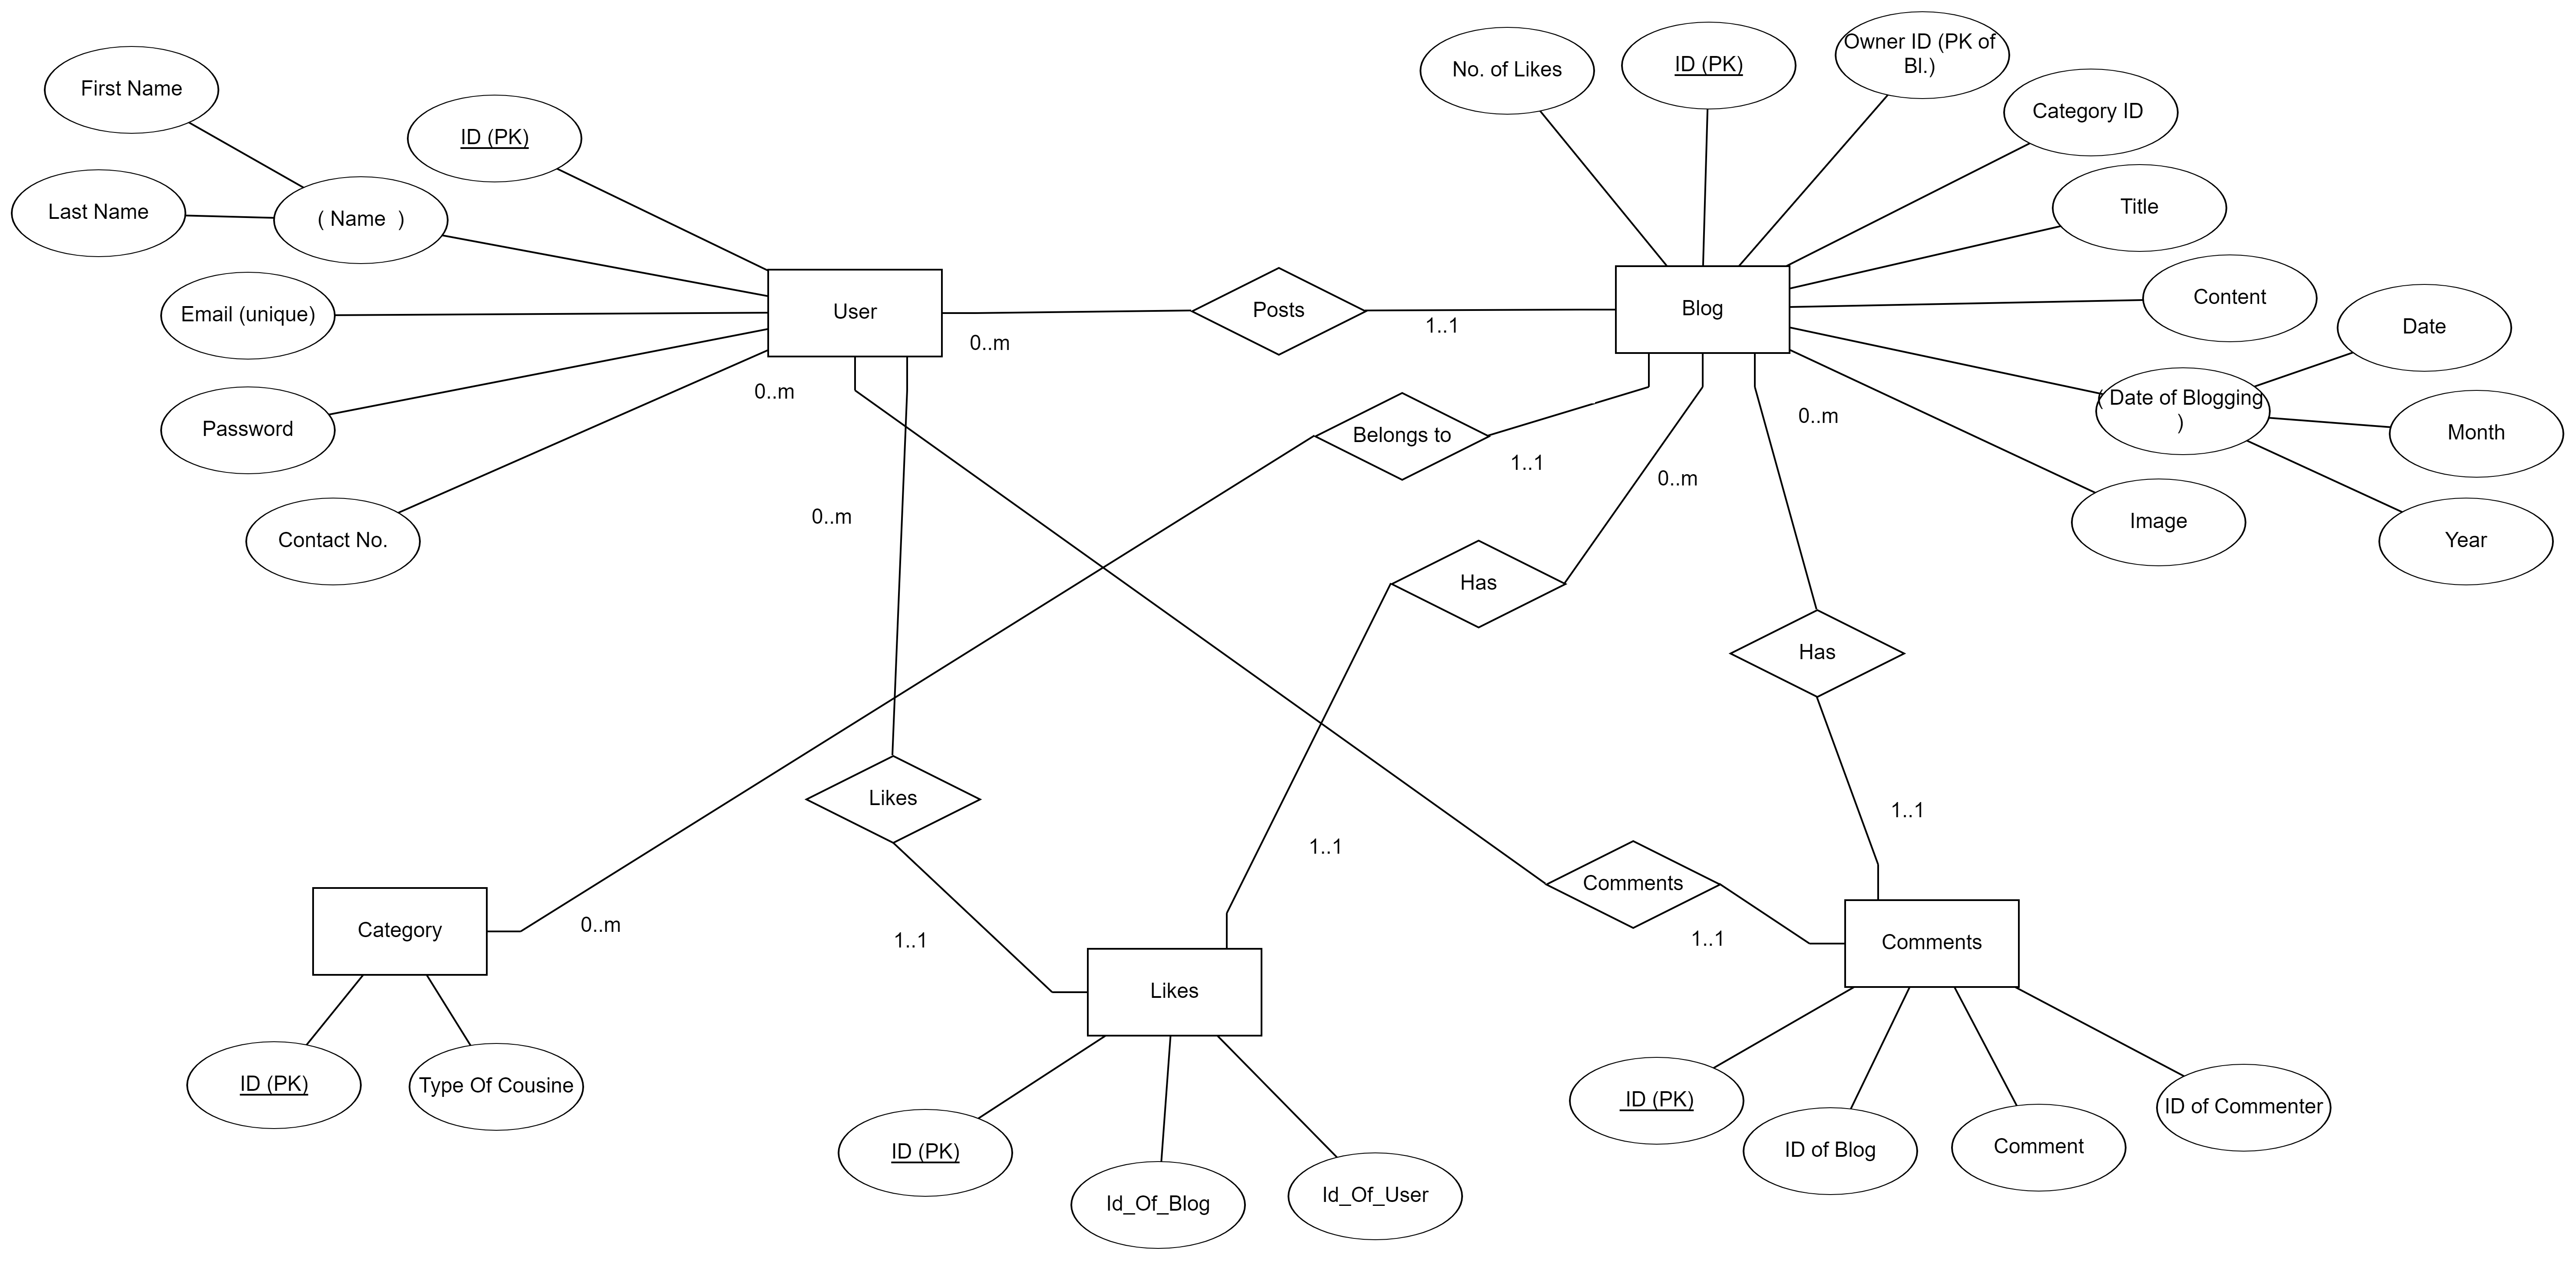 First Name
Last Name
( Name )
ID (PK)
Email (unique)
Password
Contact No.
User
0..m
Posts
1..1
No. of Likes
ID (PK)
Owner ID (PK of
Bl.)
Category ID
Title
Content
Blog
( Date of Blogging
)
Date
Month
Year
Image
0..m
0..m
Belongs to
1..1
0..m
0..m
Has
Has
Likes
1..1
1..1
Comments
1..1
Category
0..m
1..1
Likes
Comments
ID (PK)
Type Of Cousine
ID (PK)
Id_Of_Blog
Id_Of_User
ID (PK)
ID of Blog
Comment
ID of Commenter